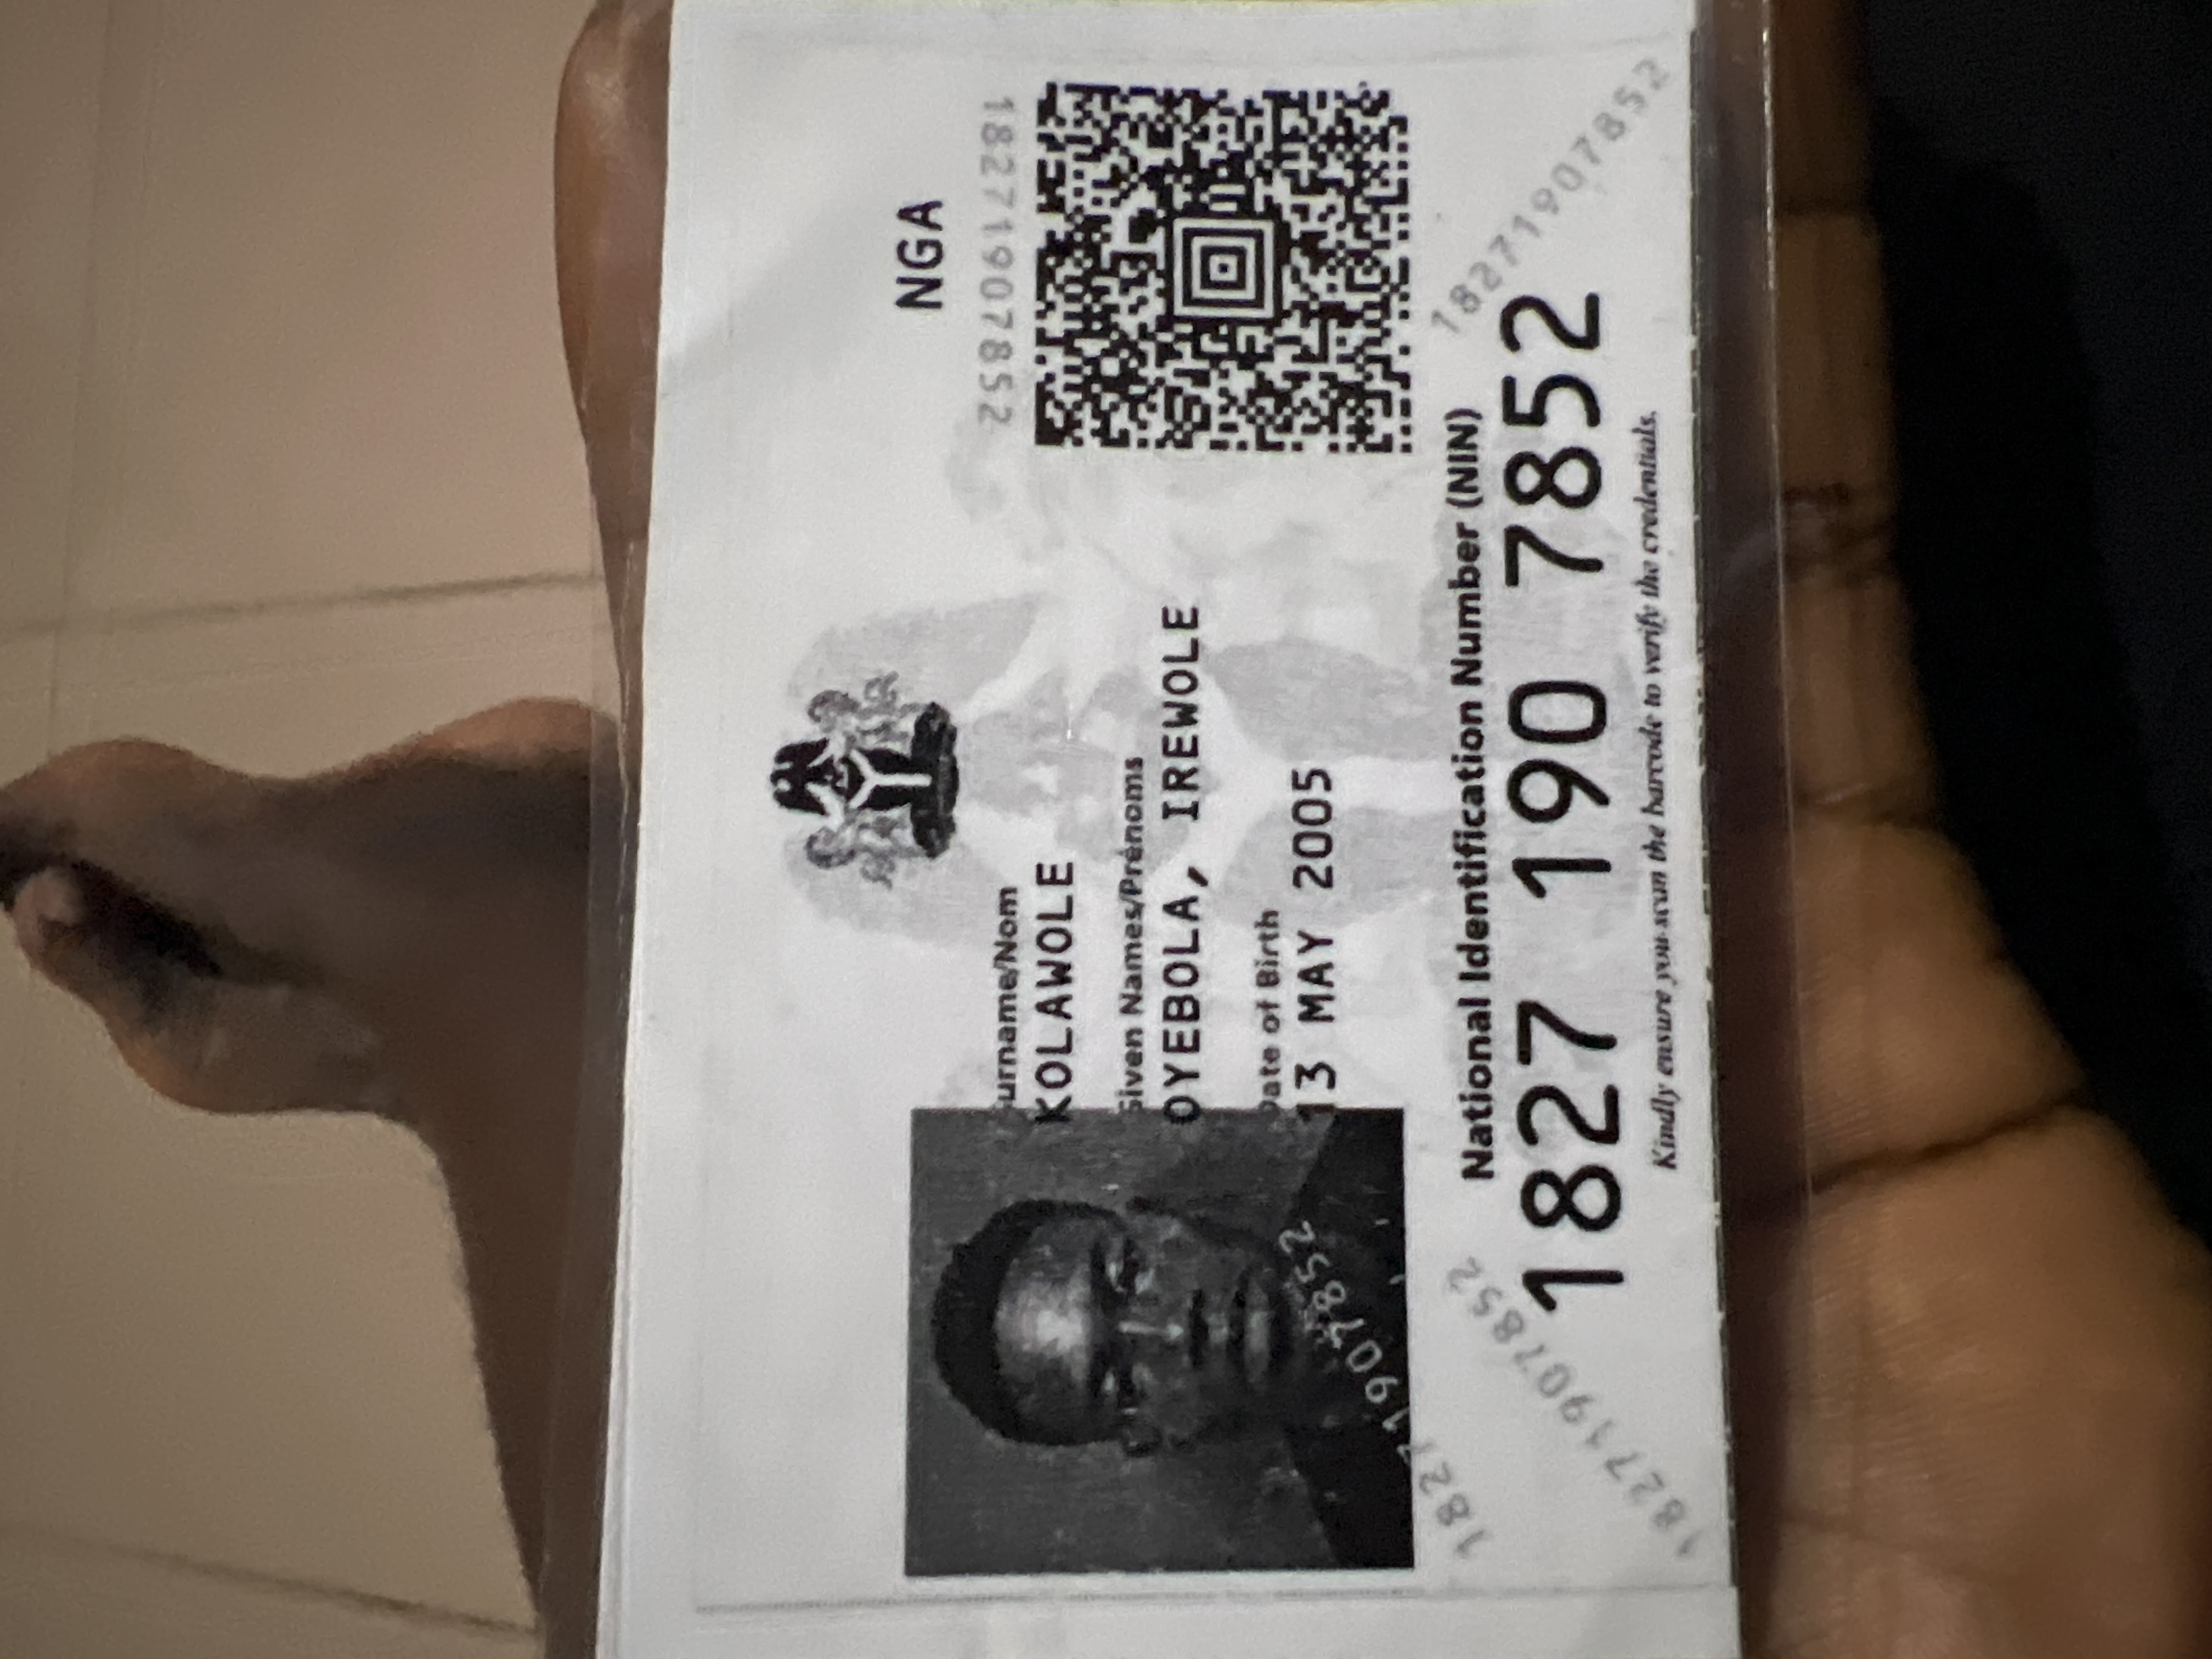 NGA
18271907852
Surname/Nom
KOLAWOLE
Given Names/Prénoms
OYEBOLA, IREWOLE
Date of Birth
13 MAY 2005
18271907852
18271907852
18271907852
National Identification Number (NIN)
1827 190 7852
Kindly ensure you scan the barcode to verify the credentials.